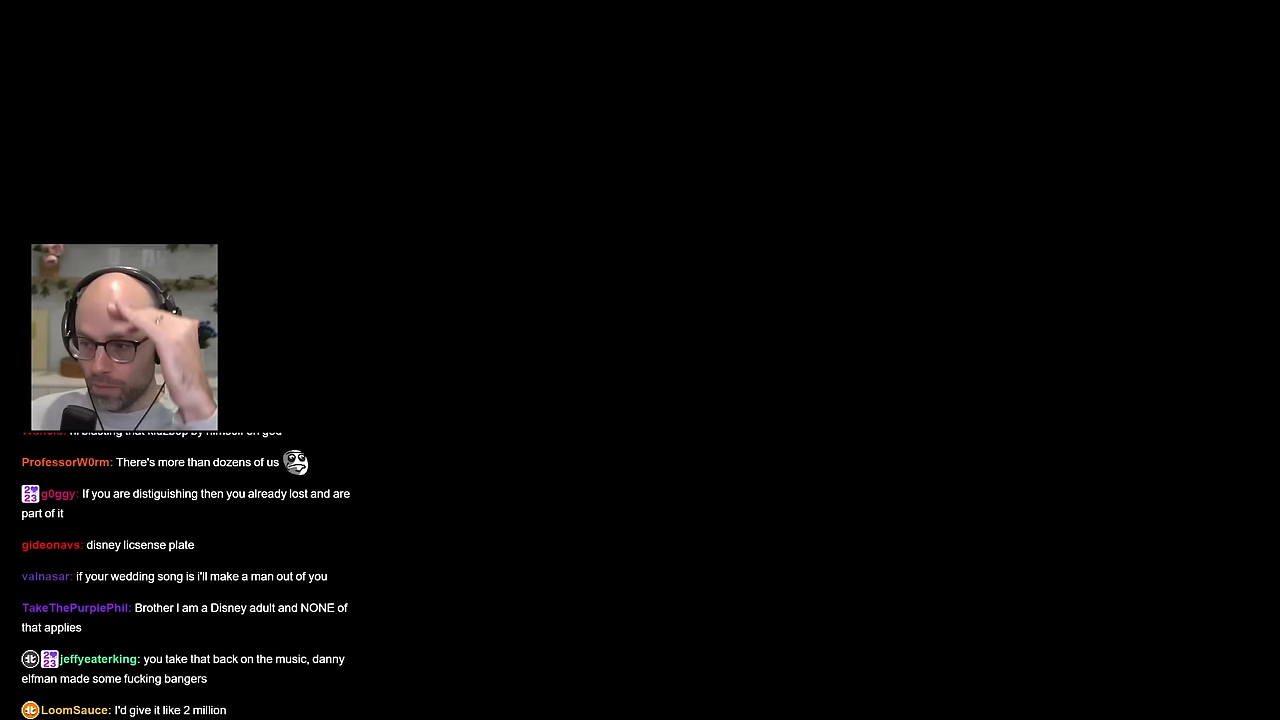 ProfessorW0rm: There's more than dozens of us
g0ggy: If you are distiguishing then you already lost and are
part of it
gideonavs: disney licsense plate
valnasar: if your wedding song is i'll make a man out of you
TakeThePurplePhil: Brother I am a Disney adult and NONE of
that applies
jeffyeaterking: you take that back on the music, danny
elfman made some fucking bangers
LoomSauce: I'd give it like 2 million